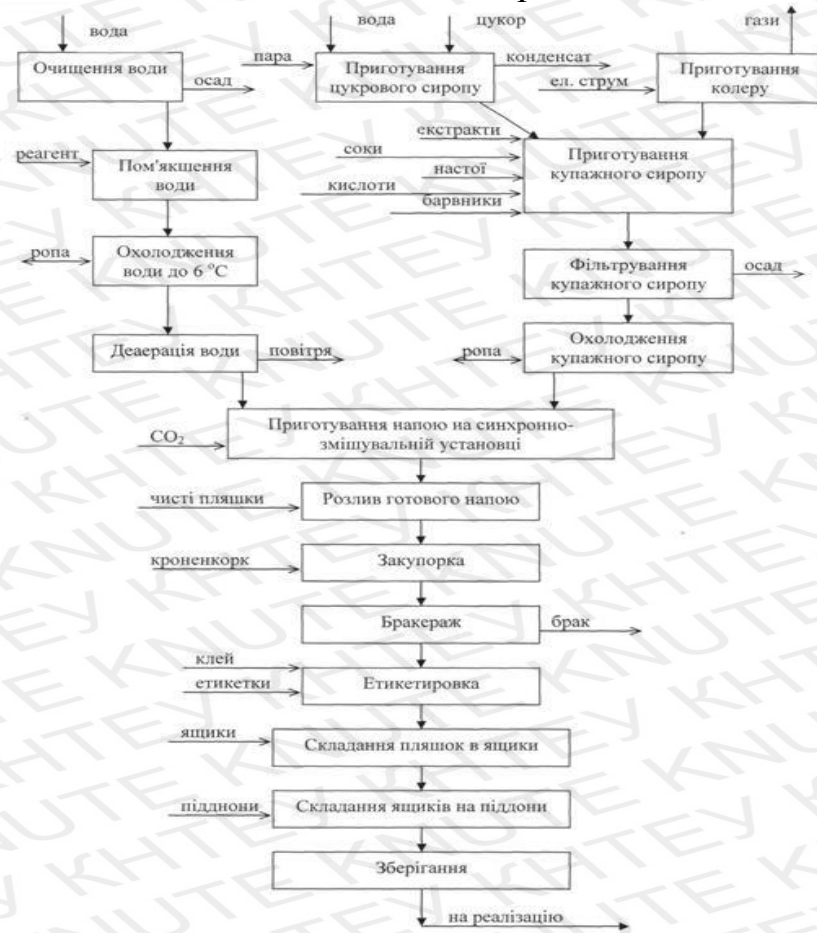 вода
вода
цукор
гази
Очищення води
осад
пара
Приготування
цукрового сиропу
конденсат
ел. струм
Приготування
колеру
реагент
Пом'якшення
води
екстракти
соки
настої
кислоти
барвники
Приготування
купажного сиропу
ропа
Охолодження
води до 6 °С
Фільтрування
купажного сиропу
осад
Деаерація води
повітря
ропа
Охолодження
купажного сиропу
CO₂
Приготування напою на синхронно-
змішувальній установці
чисті пляшки
Розлив готового напою
кроненкорк
Закупорка
Бракераж
брак
клей
етикетки
Етикетировка
ящики
Складання пляшок в ящики
підднони
Складання ящиків на піддони
Зберігання
на реалізацію
КНТЕУ KNUTE